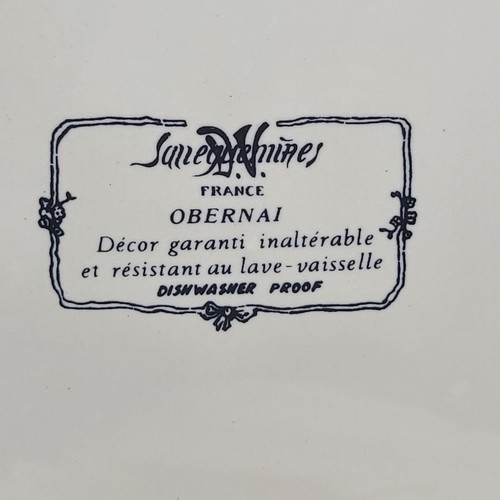 Sarreguemines
FRANCE
OBERNAI
Décor garanti inaltérable
et résistant au lave-vaisselle
DISHWASHER PROOF